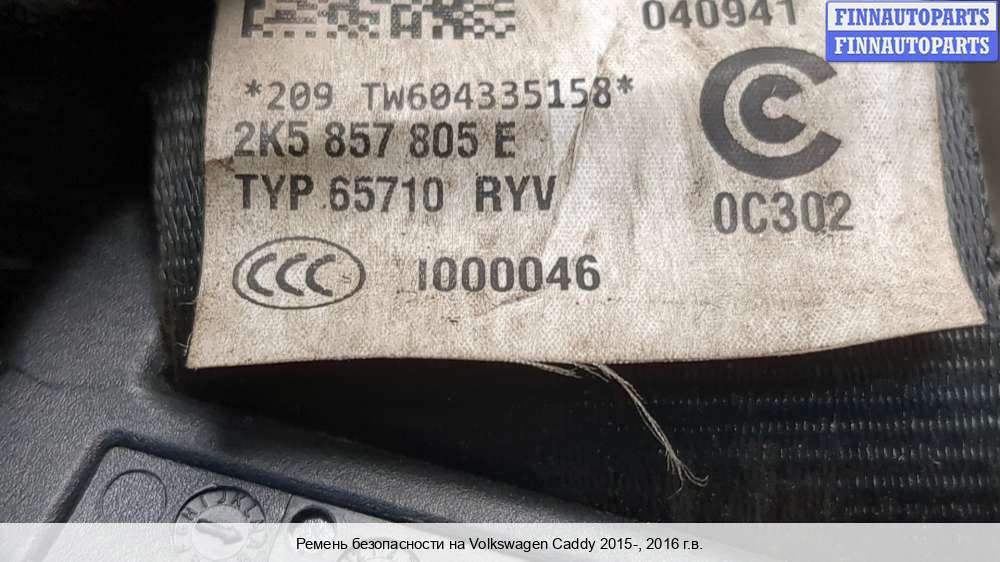 040941
FINNAUTOPARTS
FINNAUTOPARTS
*209 TW604335158*
2K5 857 805 E
TYP 65710 RYV
0C302
CCC I000046
Ремень безопасности на Volkswagen Caddy 2015-, 2016 г.в.